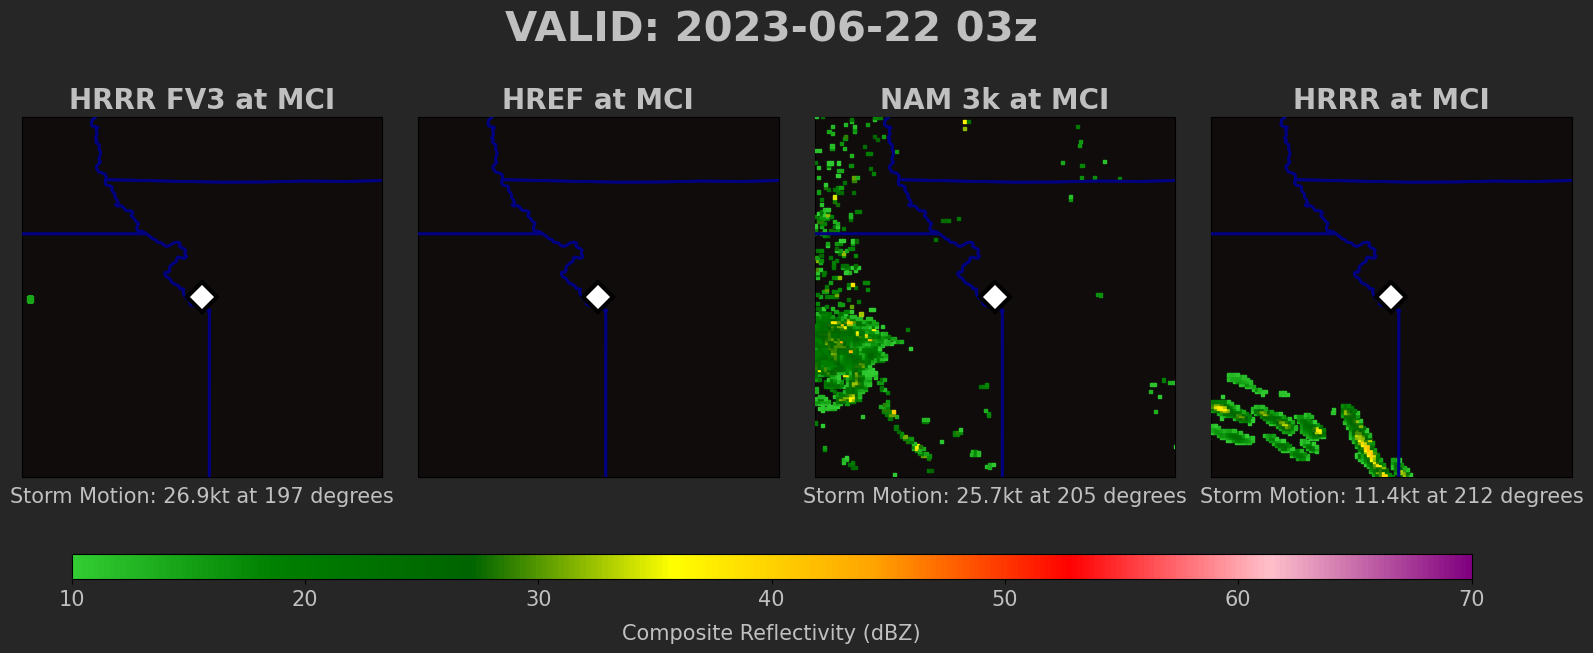 VALID: 2023-06-22 03z
HRRR FV3 at MCI
HREF at MCI
NAM 3k at MCI
HRRR at MCI
Storm Motion: 26.9kt at 197 degrees
Storm Motion: 25.7kt at 205 degrees
Storm Motion: 11.4kt at 212 degrees
10 20 30 40 50 60 70
Composite Reflectivity (dBZ)